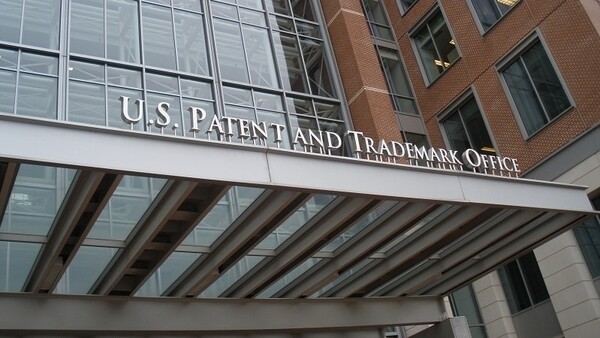 U.S. Patent and Trademark Office